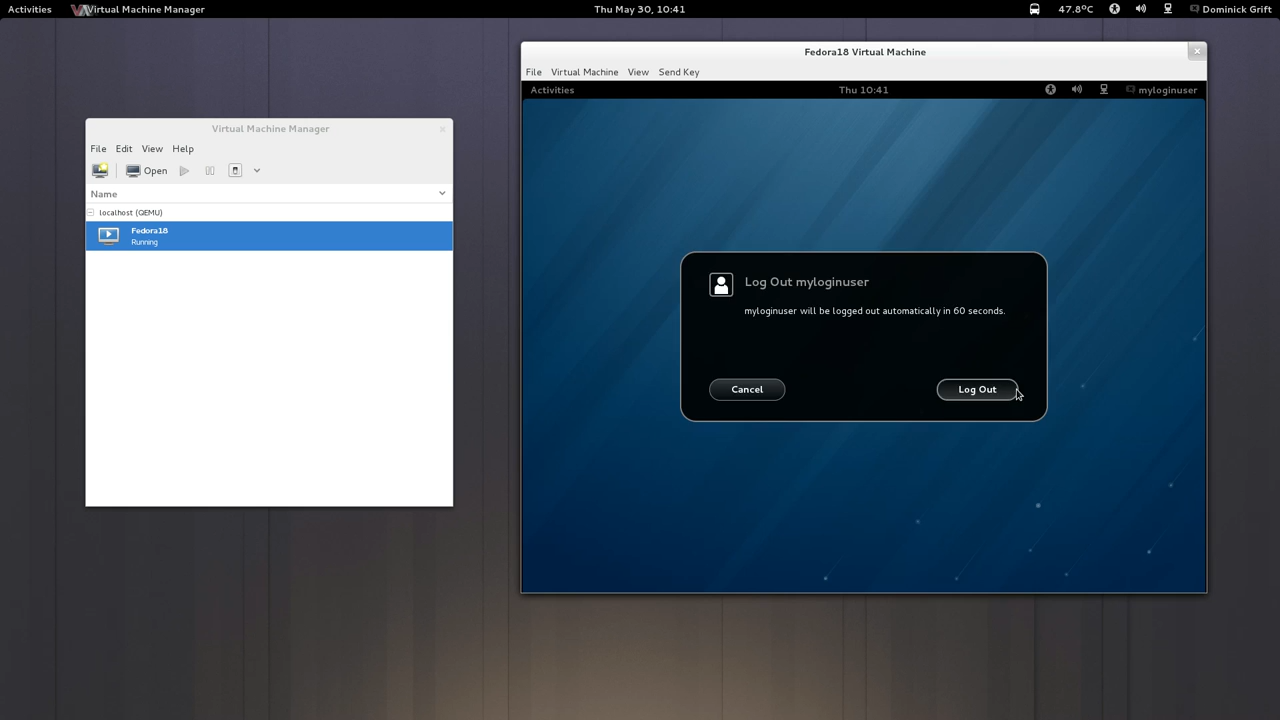 Activities Virtual Machine Manager Thu May 30, 10:41 47.8ºC Dominick Grift
Fedora18 Virtual Machine
File Virtual Machine View Send Key
Activities Thu 10:41 myloginuser
Virtual Machine Manager
File Edit View Help
Open
Name
localhost (QEMU)
Fedora18
Running
Log Out myloginuser
myloginuser will be logged out automatically in 60 seconds.
Cancel Log Out